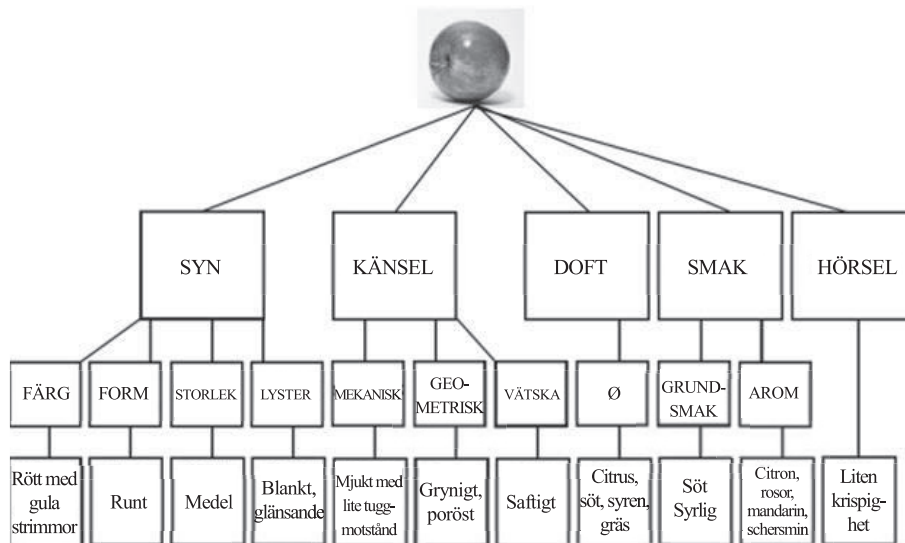 SYN
KÄNSEL
DOFT
SMAK
HÖRSEL
FÄRG
FORM
STORLEK
LYSTER
MEKANISK
GEO-
METRISK
VÄTSKA
Ø
GRUND-
SMAK
AROM
Rött med
gula
strimmor
Runt
Medel
Blankt,
glänsande
Mjukt med
lite tugg-
motstånd
Grynigt,
poröst
Saftigt
Citrus,
söt, syren,
gräs
Söt
Syrlig
Citron,
rosor,
mandarin,
schersmin
Liten
krispig-
het